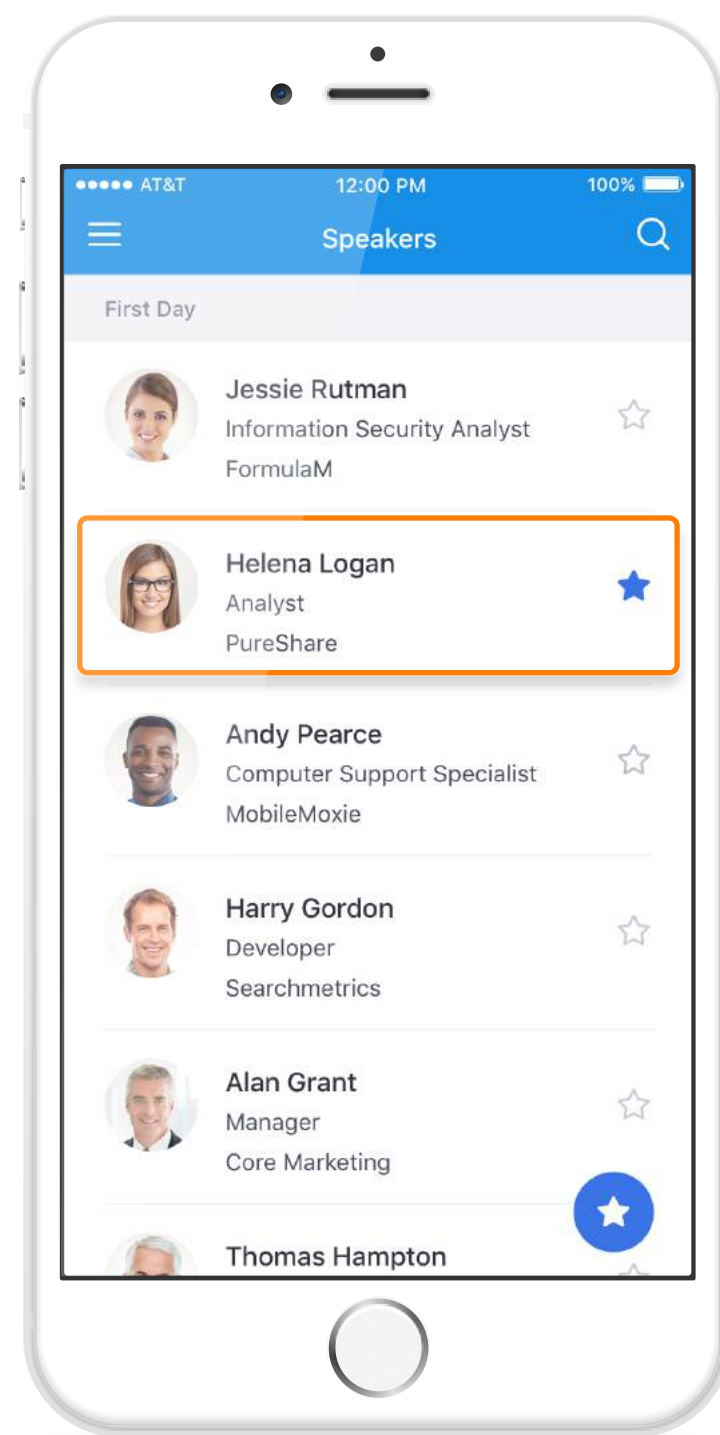 AT&T 12:00 PM 100%
Speakers
First Day
Jessie Rutman
Information Security Analyst
FormulaM
Helena Logan
Analyst
PureShare
Andy Pearce
Computer Support Specialist
MobileMoxie
Harry Gordon
Developer
Searchmetrics
Alan Grant
Manager
Core Marketing
Thomas Hampton